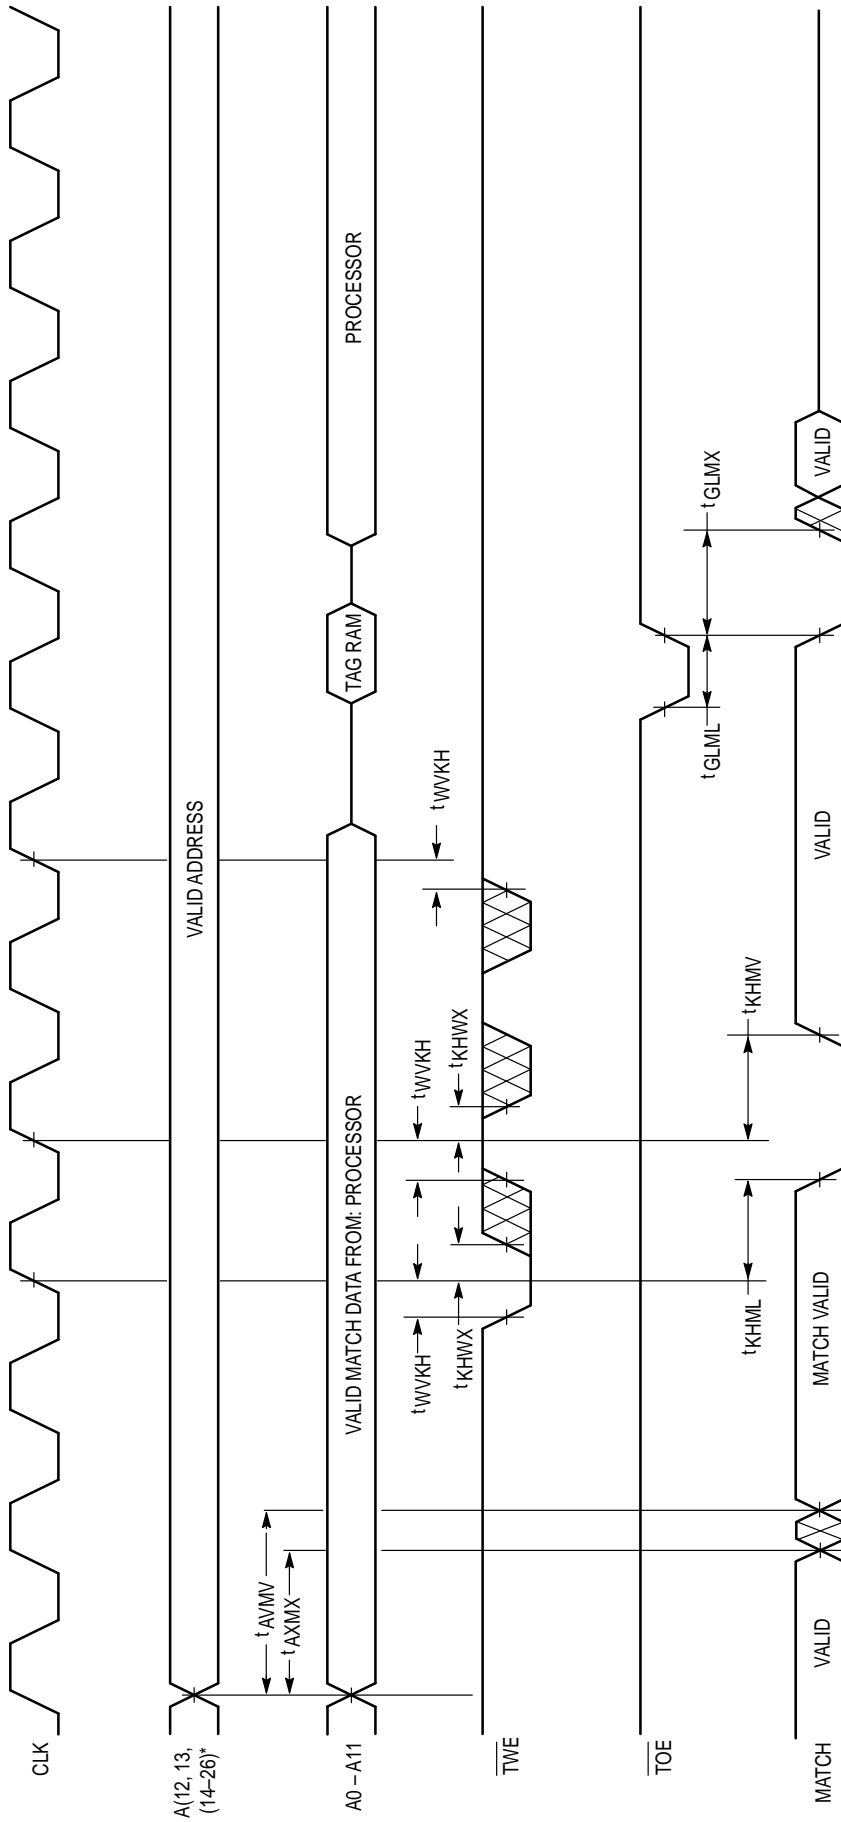 CLK
A(12, 13,
(14–26)*
VALID ADDRESS
tAVMV
tAXMX
A0 – A11
VALID MATCH DATA FROM: PROCESSOR
TAG RAM
PROCESSOR
tWVKH
tKHWX
tWVKH
tKHWX
tWVKH
TWE
TOE
tGLML
tGLMX
tKHML
tKHMV
MATCH
VALID
MATCH VALID
VALID
VALID